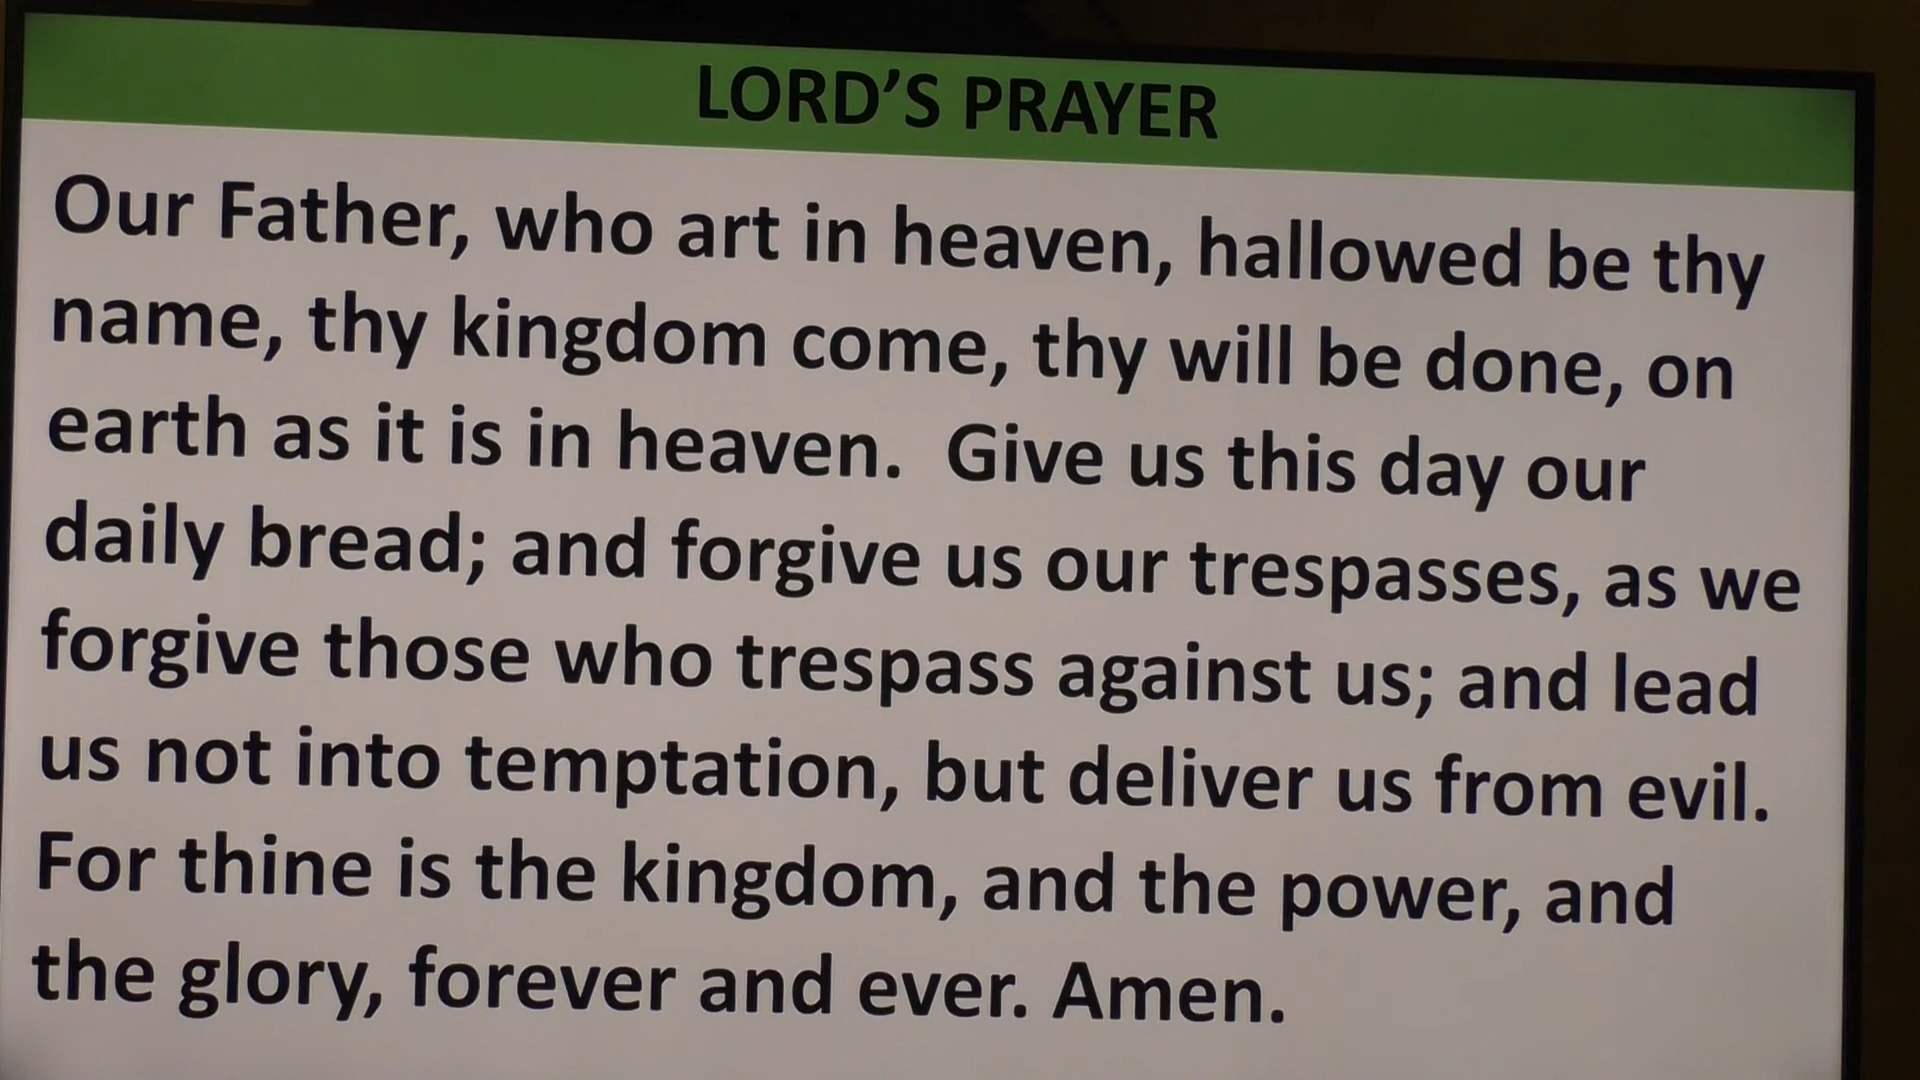 LORD’S PRAYER
Our Father, who art in heaven, hallowed be thy
name, thy kingdom come, thy will be done, on
earth as it is in heaven.  Give us this day our
daily bread; and forgive us our trespasses, as we
forgive those who trespass against us; and lead
us not into temptation, but deliver us from evil.
For thine is the kingdom, and the power, and
the glory, forever and ever. Amen.